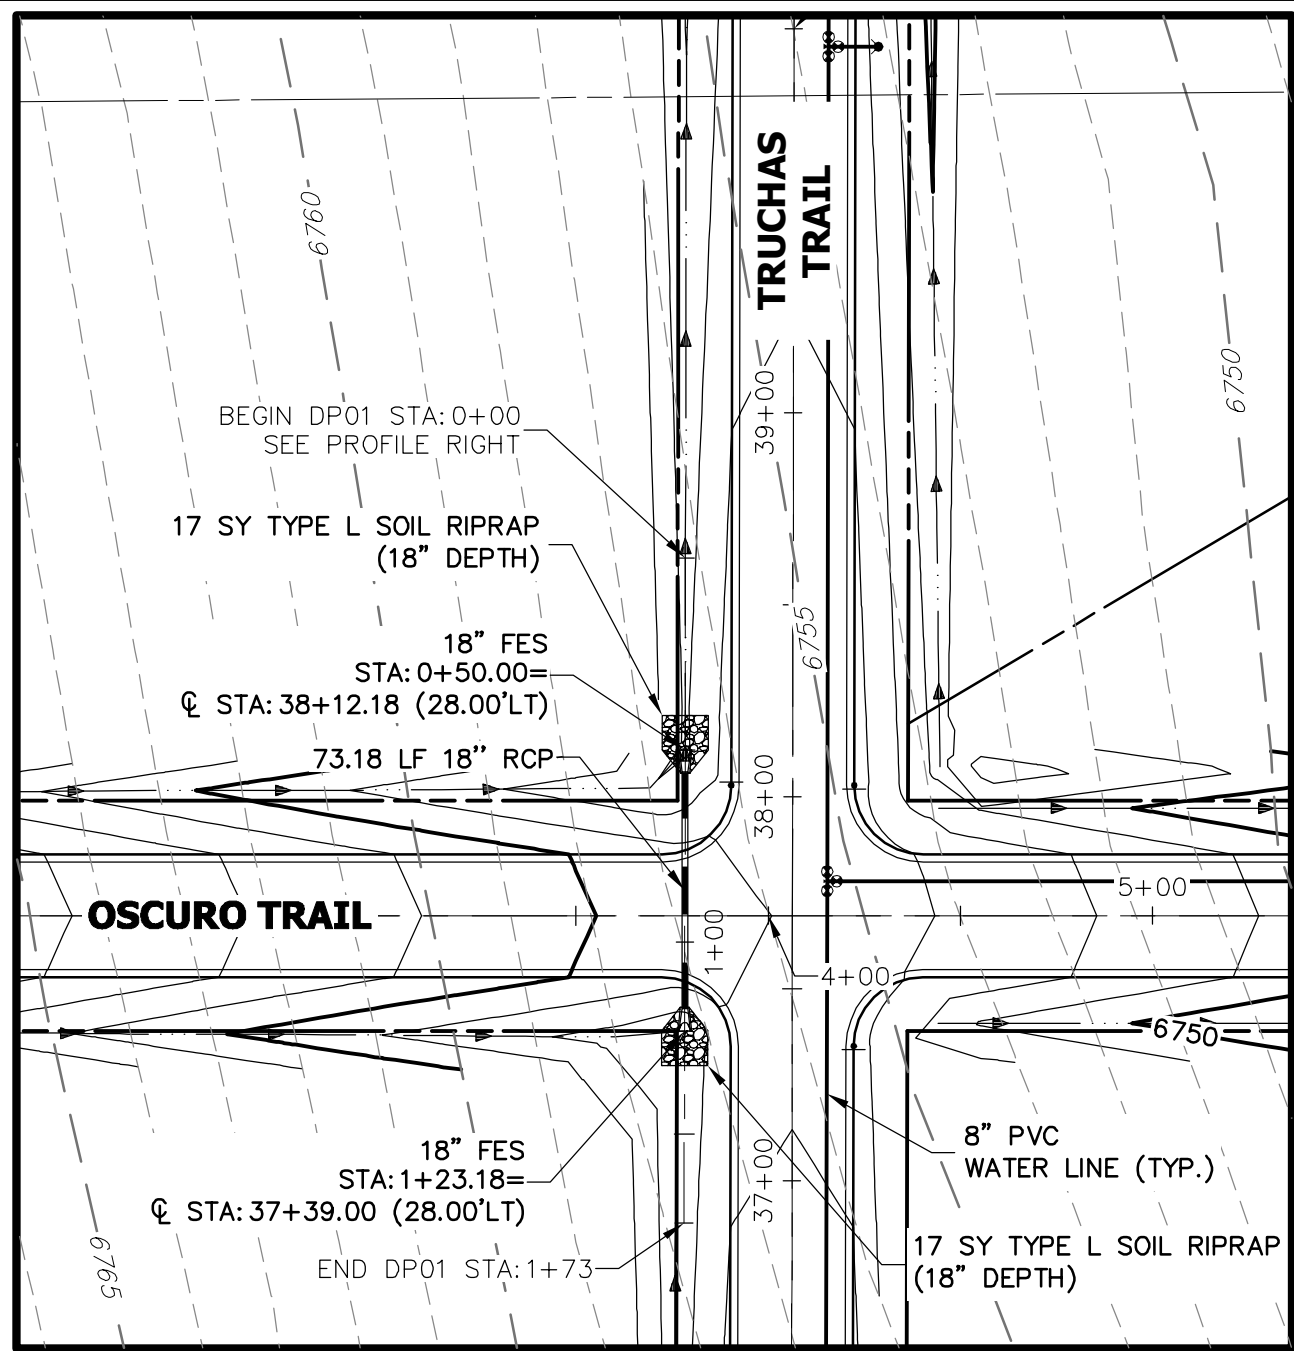 TRUCHAS
TRAIL
6760
6750
39+00
BEGIN DP01 STA:0+00
SEE PROFILE RIGHT
17 SY TYPE L SOIL RIPRAP
(18" DEPTH)
6755
18" FES
STA:0+50.00=
℄ STA:38+12.18 (28.00'LT)
73.18 LF 18" RCP
38+00
OSCURO TRAIL
5+00
1+00
4+00
6750
18" FES
STA:1+23.18=
℄ STA:37+39.00 (28.00'LT)
37+00
8" PVC
WATER LINE (TYP.)
END DP01 STA:1+73
17 SY TYPE L SOIL RIPRAP
(18" DEPTH)
6765